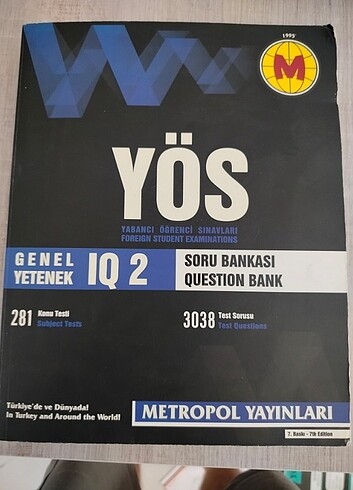 1995
M
YÖS
YABANCI ÖĞRENCİ SINAVLARI
FOREIGN STUDENT EXAMINATIONS
GENEL
YETENEK
IQ 2
SORU BANKASI
QUESTION BANK
281 Konu Testi
Subject Tests
3038 Test Sorusu
Test Questions
Türkiye'de ve Dünyada!
In Turkey and Around the World!
METROPOL YAYINLARI
7. Baskı - 7th Edition